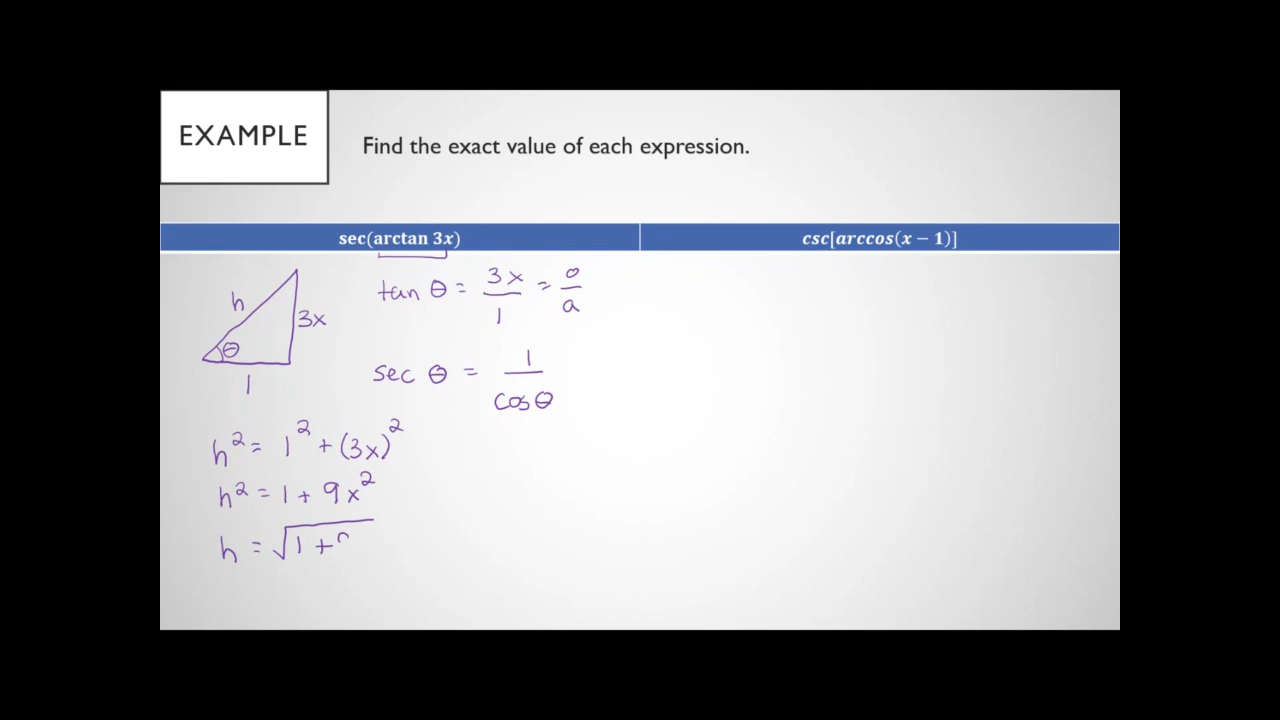 EXAMPLE
Find the exact value of each expression.
sec(arctan 3x)
csc[arccos(x − 1)]
h
3x
θ
1
tan θ = 3x/1 = o/a
sec θ = 1/cos θ
h² = 1² + (3x)²
h² = 1 + 9x²
h = √1 +